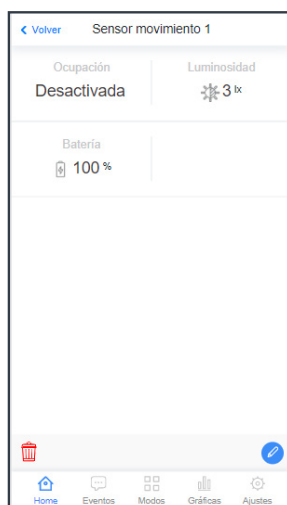 Volver Sensor movimiento 1
Ocupación Luminosidad
Desactivada 3 lx
Batería
100 %
Home Eventos Modos Gráficas Ajustes